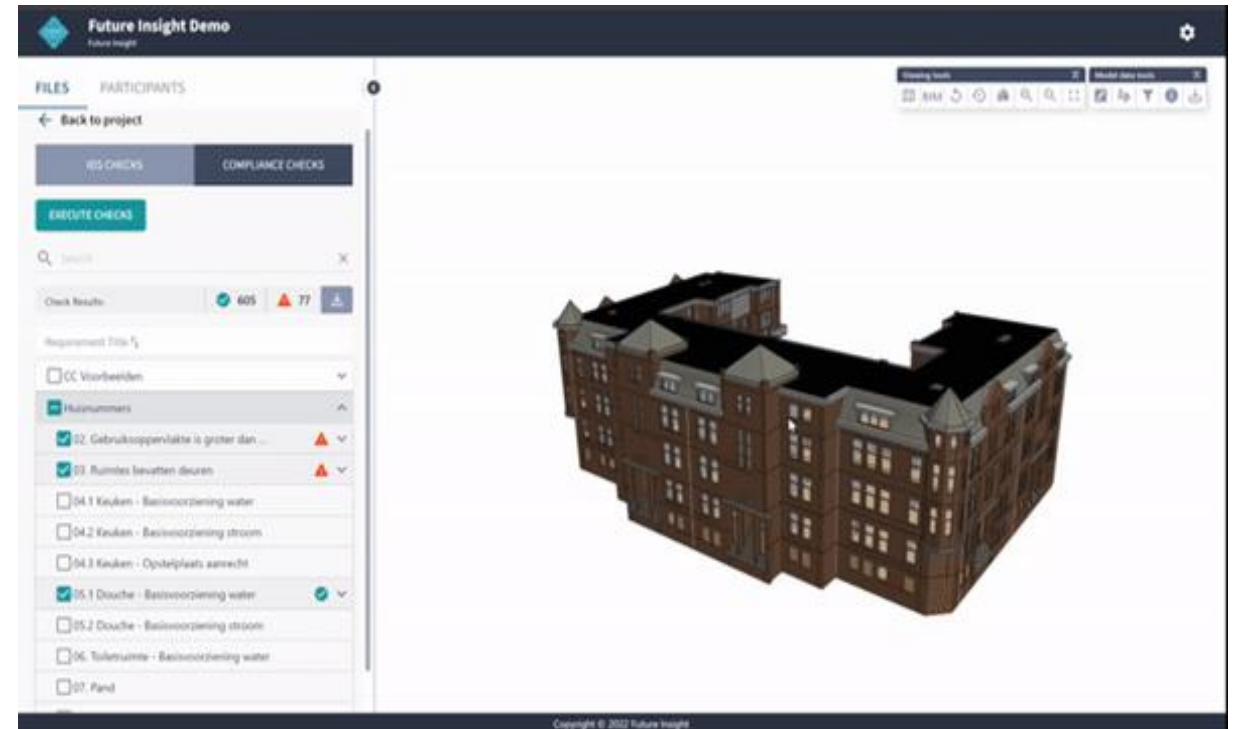 Future Insight Demo
Future Insight
FILES PARTICIPANTS
Viewing tools X Model data tools X
BIM
← Back to project
IDS CHECKS COMPLIANCE CHECKS
EXECUTE CHECKS
Search
Check Results 605 77
Requirement Title
CC Voorbeelden
Huisnummers
02. Gebruiksoppervlakte is groter dan ...
03. Ruimtes bevatten deuren
04.1 Keuken - Basisvoorziening water
04.2 Keuken - Basisvoorziening stroom
04.3 Keuken - Opstelplaats aanrecht
05.1 Douche - Basisvoorziening water
05.2 Douche - Basisvoorziening stroom
06. Toiletruimte - Basisvoorziening water
07. Pand
Copyright © 2022 Future Insight